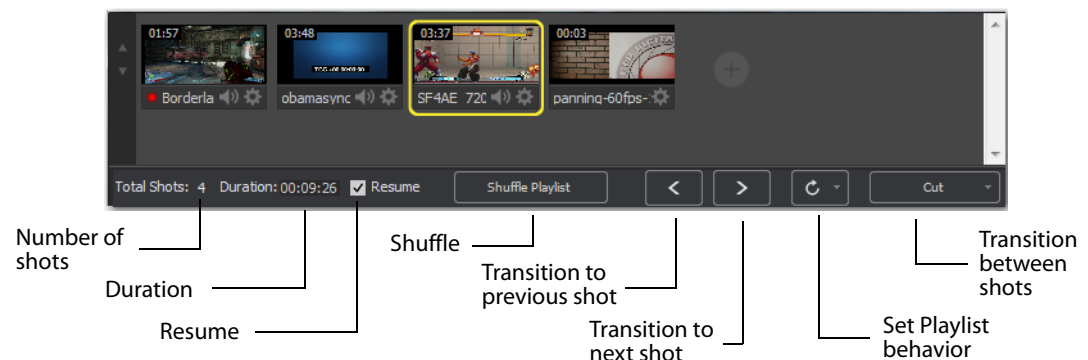 01:57
03:48
03:37
00:03
Borderla
obamasync
SF4AE_720
panning-60fps-
Total Shots: 4 Duration: 00:09:26 Resume
Shuffle Playlist
<
>
Cut
Number of
shots
Duration
Resume
Shuffle
Transition to
previous shot
Transition to
next shot
Set Playlist
behavior
Transition
between
shots